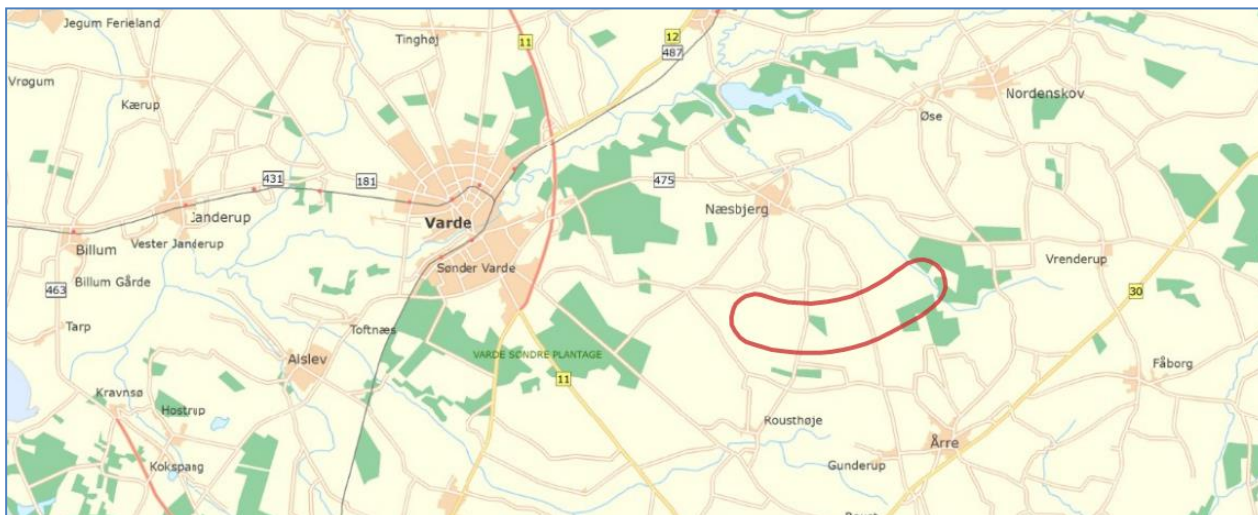 Jegum Ferieland
Tinghøj
11
12
487
Vrøgum
Kærup
Nordenskov
Øse
431
181
475
Janderup
Varde
Næsbjerg
Billum
Vester Janderup
Sønder Varde
Vrenderup
Billum Gårde
463
30
Tarp
Toftnæs
Alslev
VARDE SØNDRE PLANTAGE
11
Fåborg
Kravnsø
Hostrup
Rousthøje
Årre
Kokspang
Gunderup